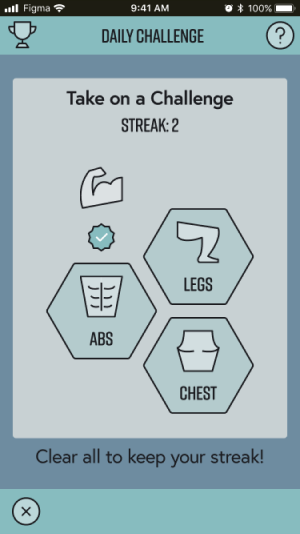 Figma 9:41 AM 100%
DAILY CHALLENGE ?
Take on a Challenge
STREAK: 2
LEGS
ABS
CHEST
Clear all to keep your streak!